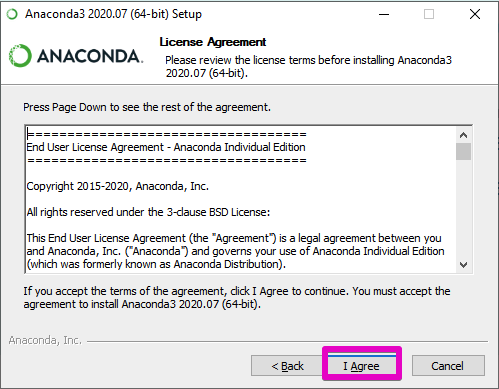 Anaconda3 2020.07 (64-bit) Setup
ANACONDA.
License Agreement
Please review the license terms before installing Anaconda3
2020.07 (64-bit).
Press Page Down to see the rest of the agreement.
====================================
End User License Agreement - Anaconda Individual Edition
====================================
Copyright 2015-2020, Anaconda, Inc.
All rights reserved under the 3-clause BSD License:
This End User License Agreement (the "Agreement") is a legal agreement between you
and Anaconda, Inc. ("Anaconda") and governs your use of Anaconda Individual Edition
(which was formerly known as Anaconda Distribution).
If you accept the terms of the agreement, click I Agree to continue. You must accept the
agreement to install Anaconda3 2020.07 (64-bit).
Anaconda, Inc.
< Back
I Agree
Cancel